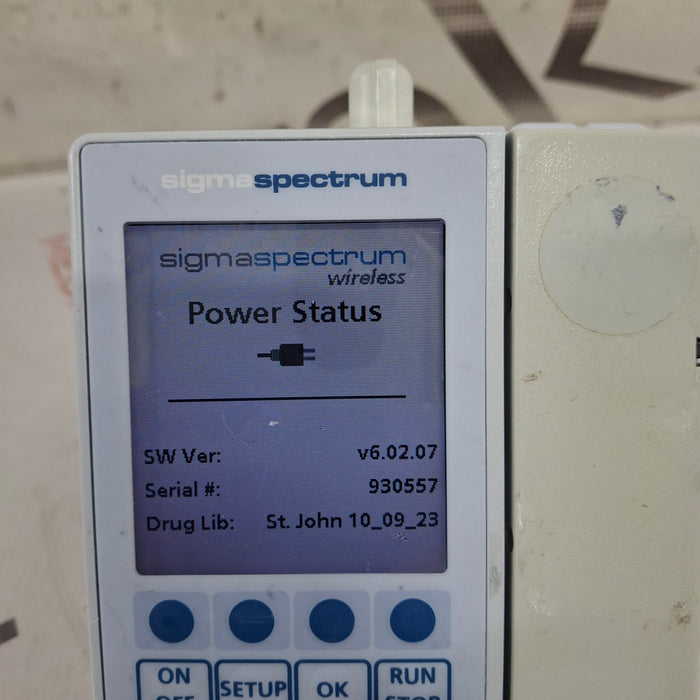 sigmaspectrum
sigmaspectrum
wireless
Power Status
SW Ver: v6.02.07
Serial #: 930557
Drug Lib: St. John 10_09_23
ON
OFF
SETUP
OK
RUN
STOP